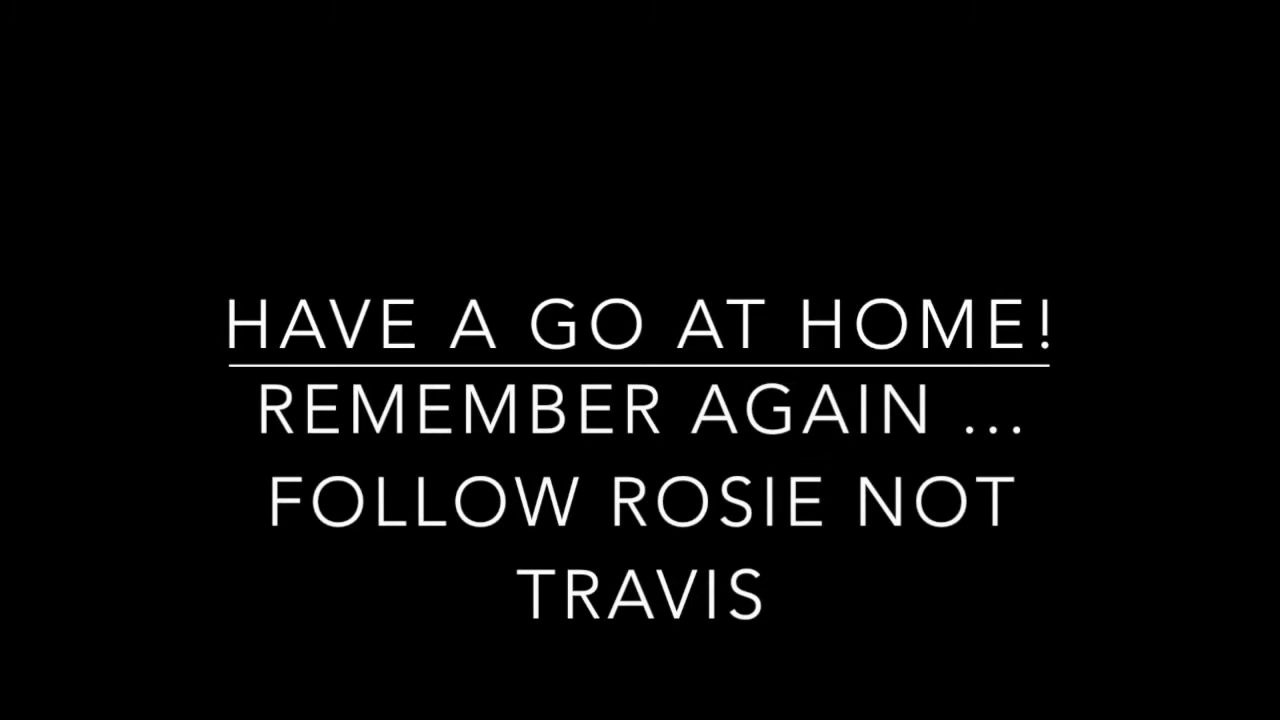 HAVE A GO AT HOME!
REMEMBER AGAIN ...
FOLLOW ROSIE NOT
TRAVIS